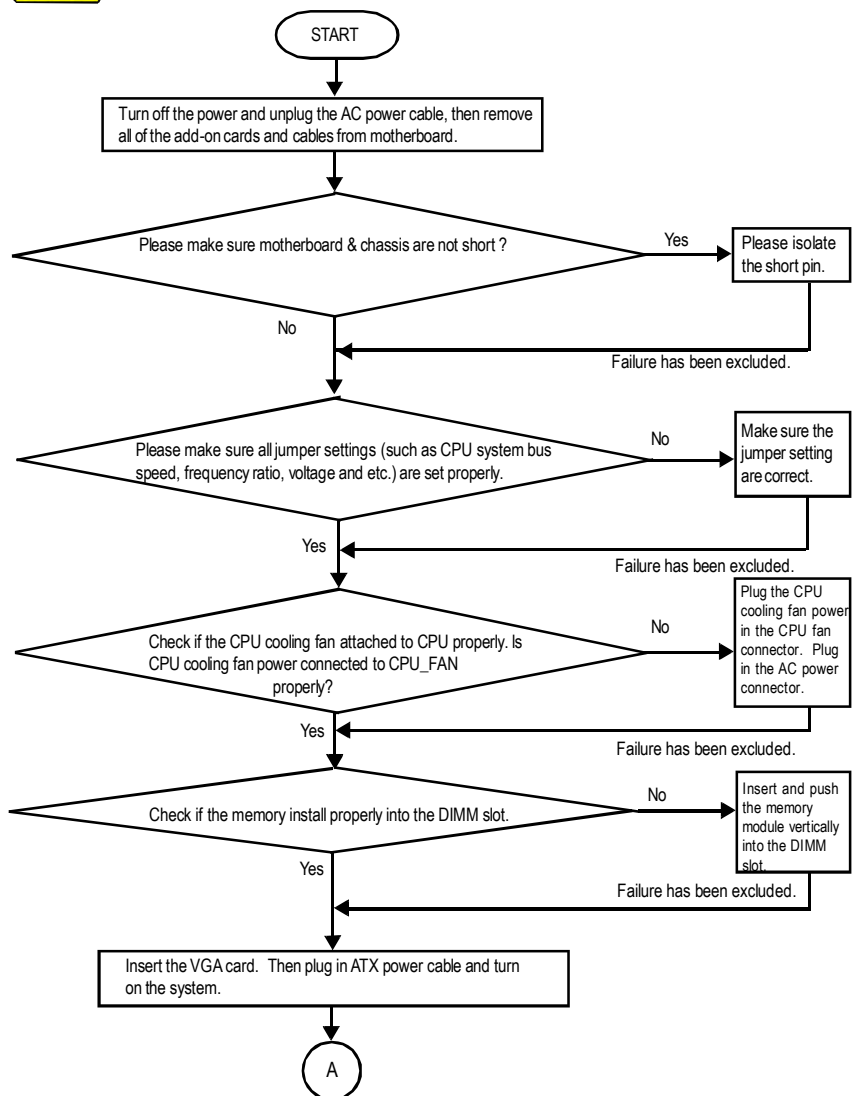 START
Turn off the power and unplug the AC power cable, then remove
all of the add-on cards and cables from motherboard.
Please make sure motherboard & chassis are not short ?
Yes
Please isolate
the short pin.
No
Failure has been excluded.
Please make sure all jumper settings (such as CPU system bus
speed, frequency ratio, voltage and etc.) are set properly.
No
Make sure the
jumper setting
are correct.
Yes
Failure has been excluded.
Check if the CPU cooling fan attached to CPU properly. Is
CPU cooling fan power connected to CPU_FAN
properly?
No
Plug the CPU
cooling fan power
in the CPU fan
connector. Plug
in the AC power
connector.
Yes
Failure has been excluded.
Check if the memory install properly into the DIMM slot.
No
Insert and push
the memory
module vertically
into the DIMM
slot.
Yes
Failure has been excluded.
Insert the VGA card. Then plug in ATX power cable and turn
on the system.
A